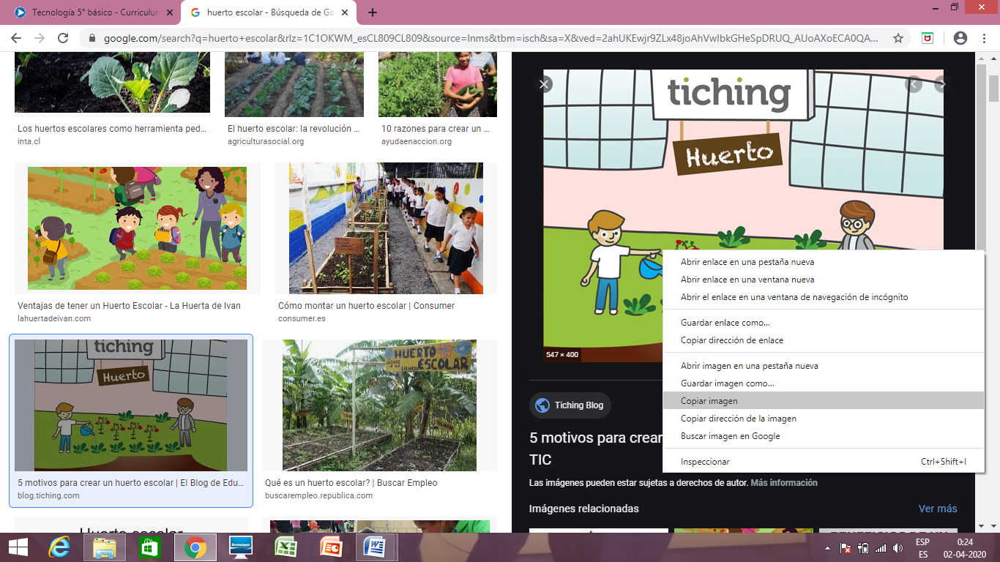 Tecnología 5° básico - Curriculum
huerto escolar - Búsqueda de Go
google.com/search?q=huerto+escolar&rlz=1C1OKWM_esCL809CL809&source=lnms&tbm=isch&sa=X&ved=2ahUKEwjr9ZLx48joAhVwIbkGHeSpDRUQ_AUoAXoECA0QA...
Los huertos escolares como herramienta ped...
inta.cl
El huerto escolar: la revolución ...
agriculturasocial.org
10 razones para crear un ...
ayudaenaccion.org
Ventajas de tener un Huerto Escolar - La Huerta de Ivan
lahuertadeivan.com
Cómo montar un huerto escolar | Consumer
consumer.es
tiching
Huerto
5 motivos para crear un huerto escolar | El Blog de Edu...
blog.tiching.com
HUERTO
ESCOLAR
Qué es un huerto escolar? | Buscar Empleo
buscarempleo.republica.com
Huerto escolar
tiching
Huerto
547 × 400
Tiching Blog
5 motivos para crear
TIC
Las imágenes pueden estar sujetas a derechos de autor. Más información
Imágenes relacionadas
Ver más
Abrir enlace en una pestaña nueva
Abrir enlace en una ventana nueva
Abrir el enlace en una ventana de navegación de incógnito
Guardar enlace como...
Copiar dirección de enlace
Abrir imagen en una pestaña nueva
Guardar imagen como...
Copiar imagen
Copiar dirección de la imagen
Buscar imagen en Google
Inspeccionar Ctrl+Shift+I
lenovo
ESP
ES
0:24
02-04-2020